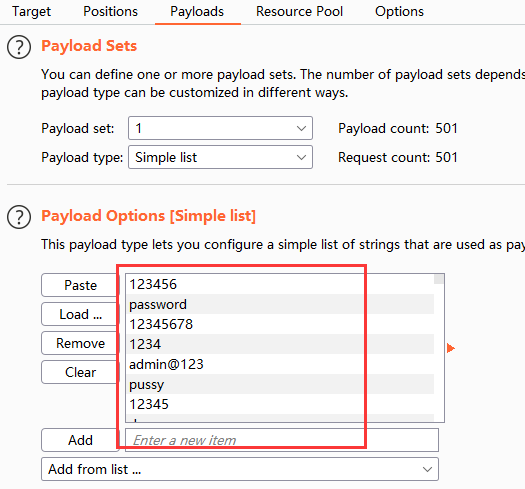 Target Positions Payloads Resource Pool Options
? Payload Sets
You can define one or more payload sets. The number of payload sets depends
payload type can be customized in different ways.
Payload set: 1 Payload count: 501
Payload type: Simple list Request count: 501
? Payload Options [Simple list]
This payload type lets you configure a simple list of strings that are used as pay
Paste 123456
password
Load ... 12345678
Remove 1234
admin@123
Clear pussy
12345
Add Enter a new item
Add from list ...